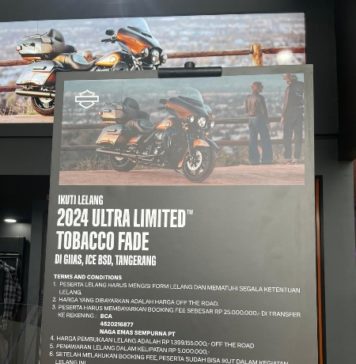 IKUTI LELANG
2024 ULTRA LIMITED™
TOBACCO FADE
DI GIIAS, ICE BSD, TANGERANG
TERMS AND CONDITIONS
1. PESERTA LELANG HARUS MENGISI FORM LELANG DAN MEMATUHI SEGALA KETENTUAN
LELANG.
2. HARGA YANG DIBAYARKAN ADALAH HARGA OFF THE ROAD.
3. PESERTA HARUS MEMBAYARKAN BOOKING FEE SEBESAR RP 25,000,000,- DI TRANSFER
KE REKENING : BCA
4520216877
NAGA EMAS SEMPURNA PT
4. HARGA PEMBUKAAN LELANG ADALAH RP 1,399,155,000,- OFF THE ROAD
5. PENAWARAN LELANG DALAM KELIPATAN RP 5,000,000,-
6. SETELAH MELAKUKAN BOOKING FEE, PESERTA SUDAH BISA IKUT DALAM KEGIATAN
LELANG INI